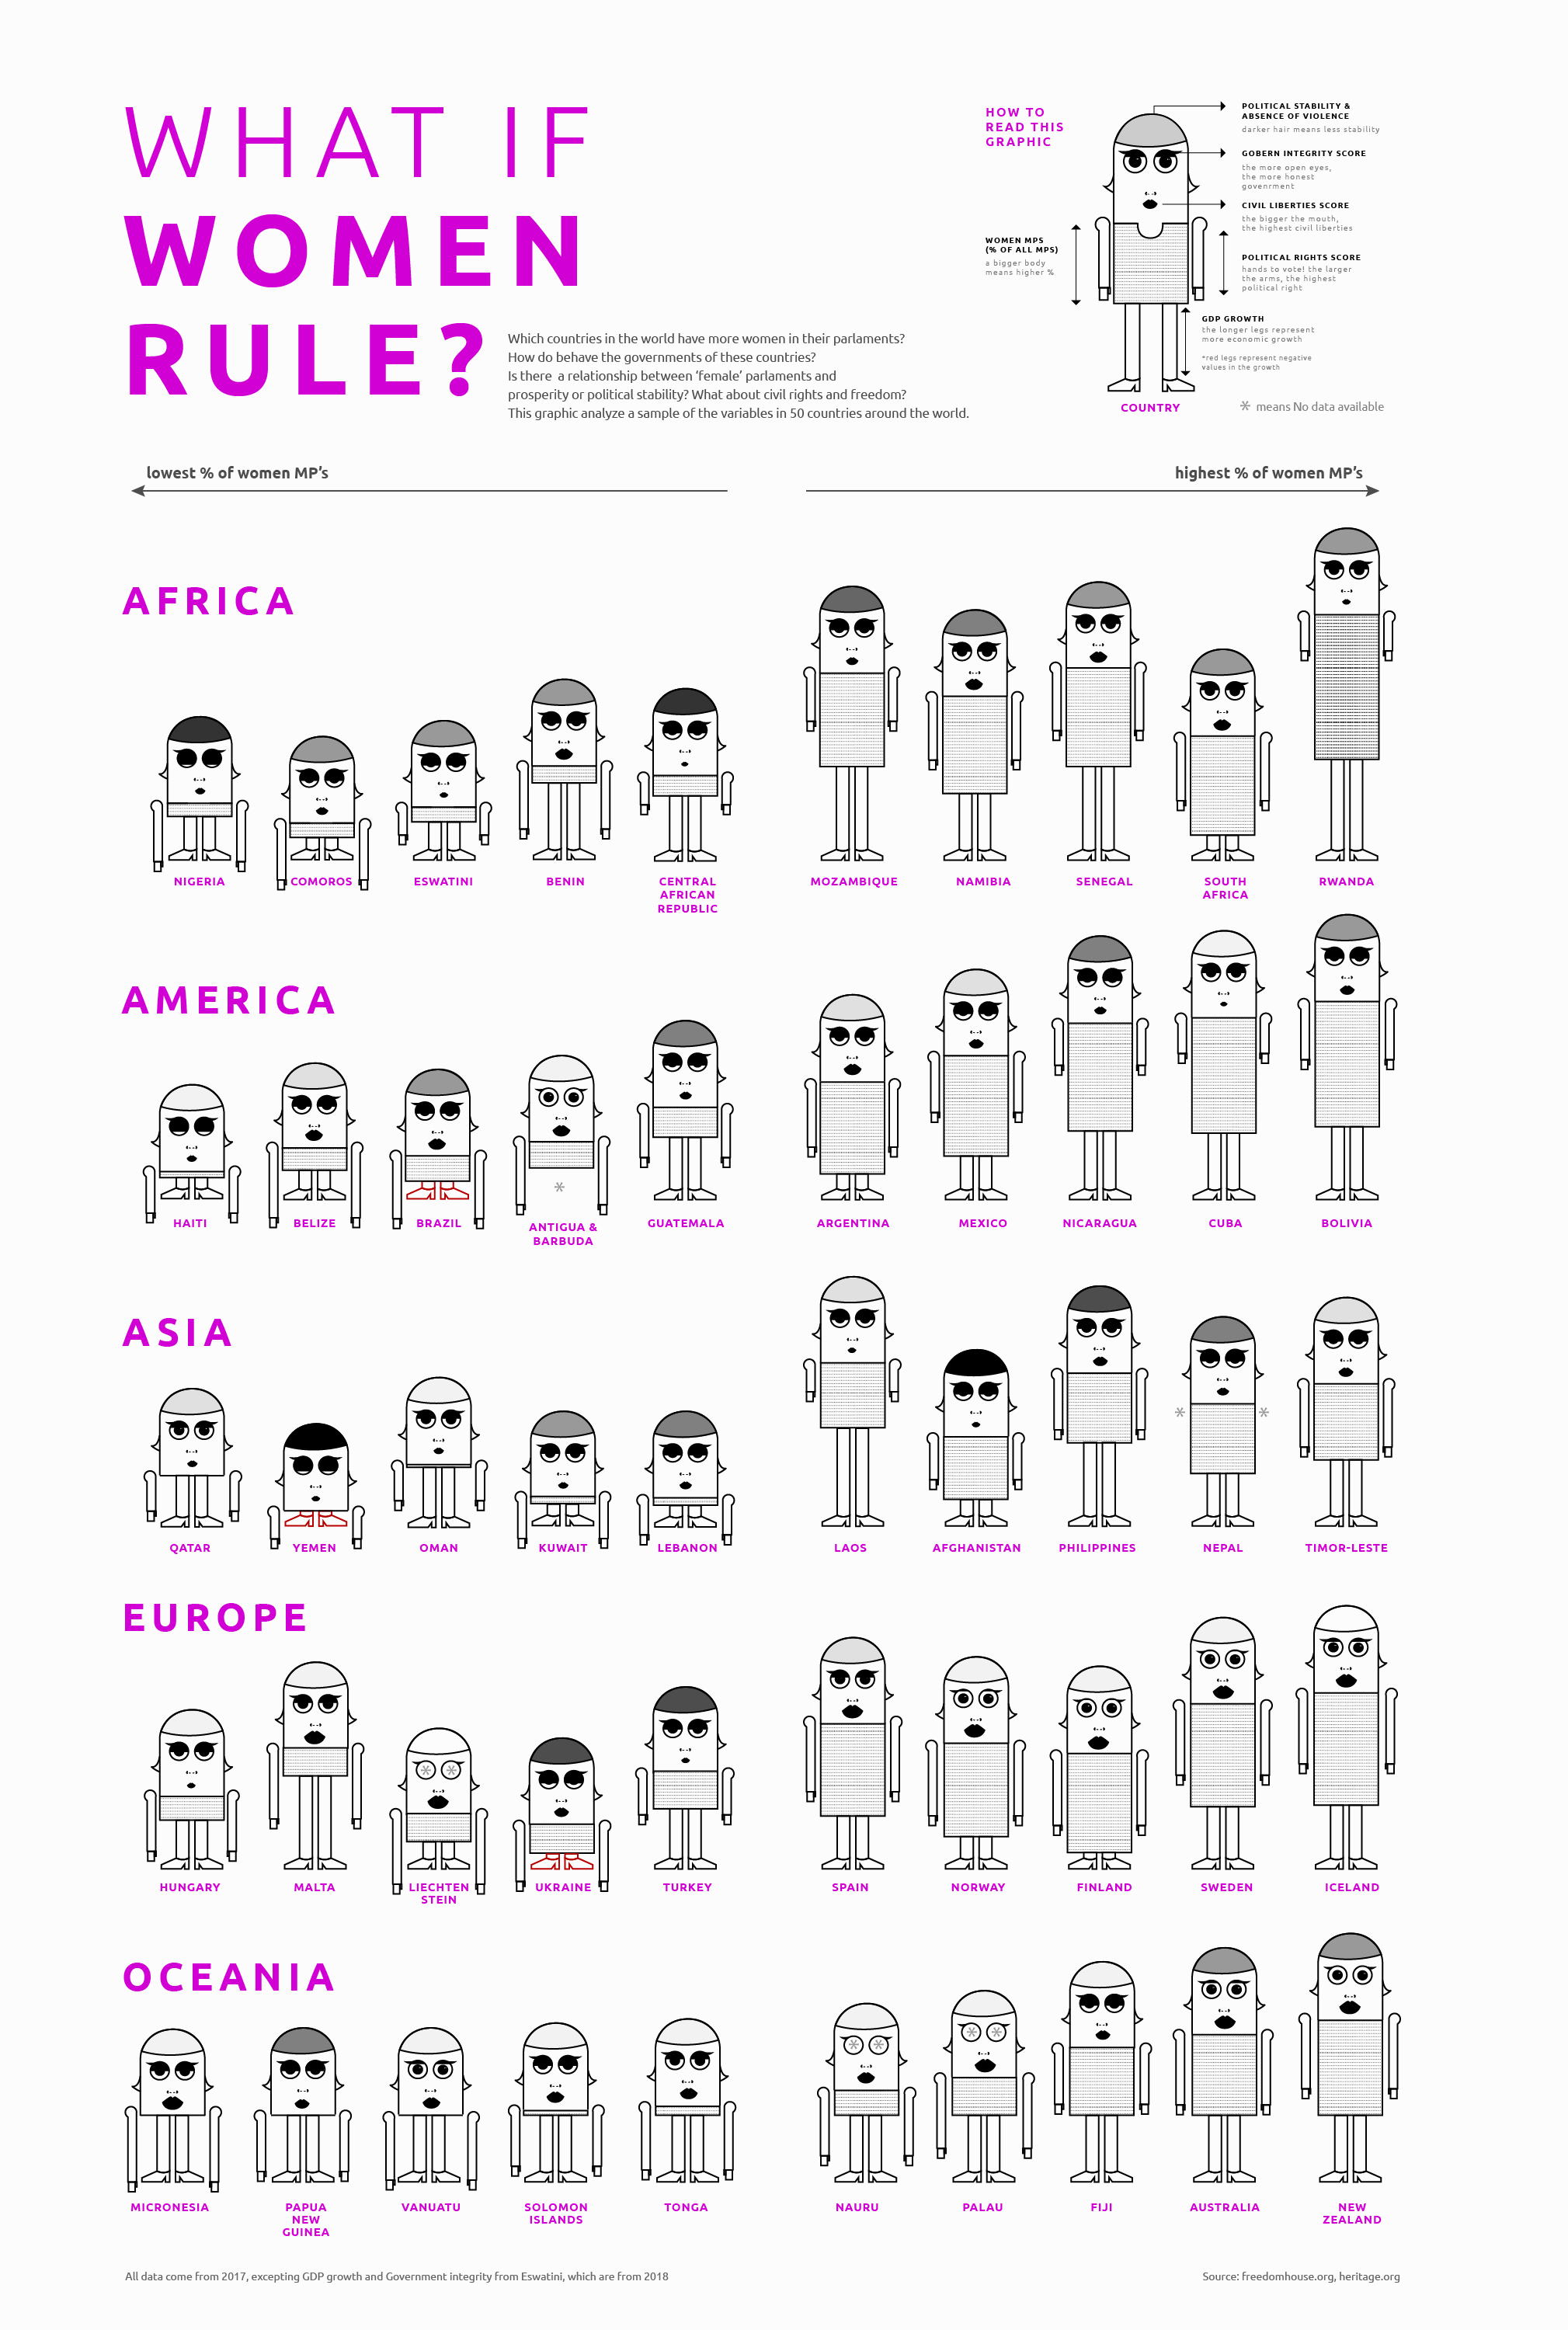 WHAT IF
WOMEN
RULE?
Which countries in the world have more women in their parlaments?
How do behave the governments of these countries?
Is there a relationship between ‘female’ parlaments and
prosperity or political stability? What about civil rights and freedom?
This graphic analyze a sample of the variables in 50 countries around the world.
HOW TO
READ THIS
GRAPHIC
POLITICAL STABILITY &
ABSENCE OF VIOLENCE
darker hair means less stability
GOBERN INTEGRITY SCORE
the more open eyes,
the more honest
govenrment
CIVIL LIBERTIES SCORE
the bigger the mouth,
the highest civil liberties
WOMEN MPS
(% OF ALL MPS)
a bigger body
means higher %
POLITICAL RIGHTS SCORE
hands to vote! the larger
the arms, the highest
political right
GDP GROWTH
the longer legs represent
more economic growth
*red legs represent negative
values in the growth
COUNTRY
* means No data available
lowest % of women MP’s
highest % of women MP’s
AFRICA
NIGERIA
COMOROS
ESWATINI
BENIN
CENTRAL
AFRICAN
REPUBLIC
MOZAMBIQUE
NAMIBIA
SENEGAL
SOUTH
AFRICA
RWANDA
AMERICA
HAITI
BELIZE
BRAZIL
*
ANTIGUA &
BARBUDA
GUATEMALA
ARGENTINA
MEXICO
NICARAGUA
CUBA
BOLIVIA
ASIA
QATAR
YEMEN
OMAN
KUWAIT
LEBANON
LAOS
AFGHANISTAN
PHILIPPINES
* *
NEPAL
TIMOR-LESTE
EUROPE
HUNGARY
MALTA
* *
LIECHTEN
STEIN
UKRAINE
TURKEY
SPAIN
NORWAY
FINLAND
SWEDEN
ICELAND
OCEANIA
MICRONESIA
PAPUA
NEW
GUINEA
VANUATU
SOLOMON
ISLANDS
TONGA
* *
NAURU
* *
PALAU
FIJI
AUSTRALIA
NEW
ZEALAND
All data come from 2017, excepting GDP growth and Government integrity from Eswatini, which are from 2018
Source: freedomhouse.org, heritage.org